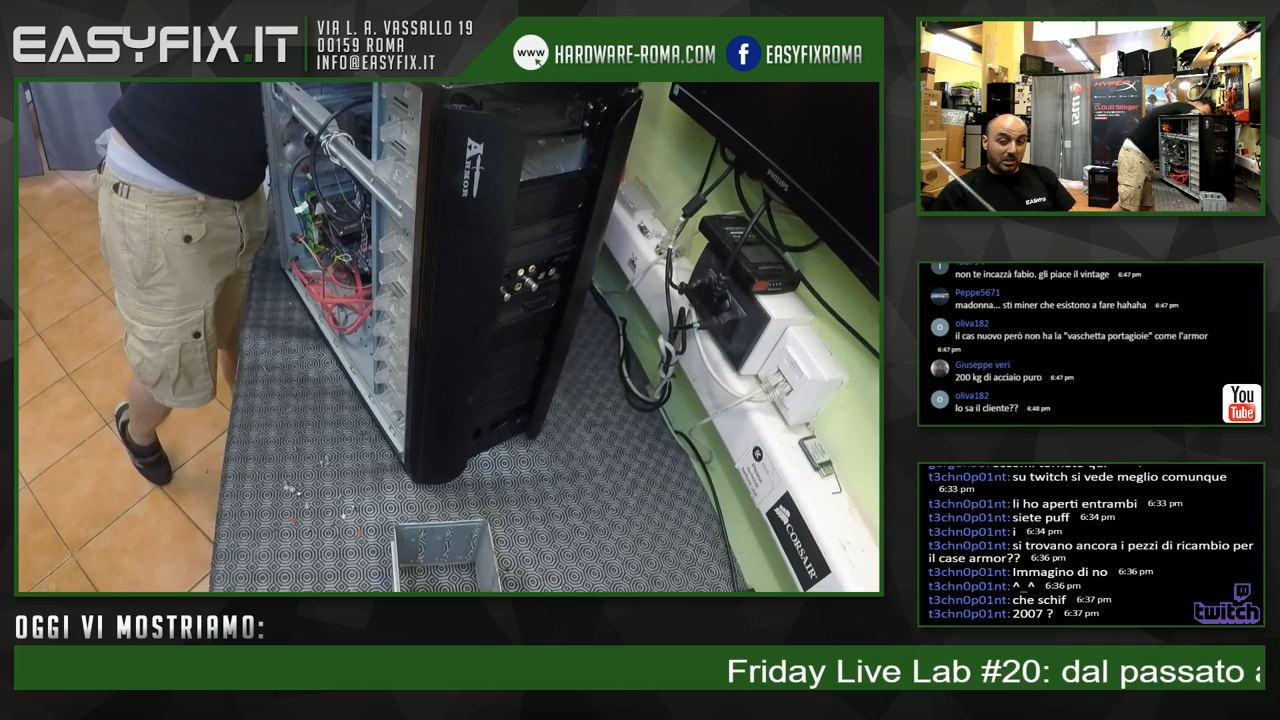 EASYFIX.IT
VIA L. A. VASSALLO 19
00159 ROMA
INFO@EASYFIX.IT
WWW
HARDWARE-ROMA.COM
f
EASYFIXROMA
ARMOR
PHILIPS
CORSAIR
HYPERX
CLOUD Stinger
msi
EASYFIX
non te incazzà fabio. gli piace il vintage 6:47 pm
Peppe5671
madonna... sti miner che esistono a fare hahaha 6:47 pm
oliva182
il cas nuovo però non ha la "vaschetta portagioie" come l'armor
6:47 pm
Giuseppe veri
200 kg di acciaio puro 6:47 pm
oliva182
lo sa il cliente?? 6:48 pm
You
Tube
t3chn0p01nt: su twitch si vede meglio comunque
6:33 pm
t3chn0p01nt: li ho aperti entrambi 6:33 pm
t3chn0p01nt: siete puff 6:34 pm
t3chn0p01nt: i 6:34 pm
t3chn0p01nt: si trovano ancora i pezzi di ricambio per
il case armor?? 6:36 pm
t3chn0p01nt: Immagino di no 6:36 pm
t3chn0p01nt: ^_^ 6:36 pm
t3chn0p01nt: che schif 6:37 pm
t3chn0p01nt: 2007 ? 6:37 pm
twitch
OGGI VI MOSTRIAMO:
Friday Live Lab #20: dal passato